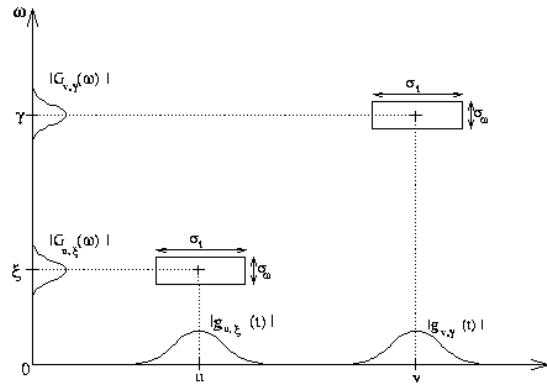 ω
|G_{v,γ}(ω)|
σ_t
γ
σ_ω
|G_{u,ξ}(ω)|
σ_t
ξ
σ_ω
|g_{u,ξ}(t)|
|g_{v,γ}(t)|
0
u
v